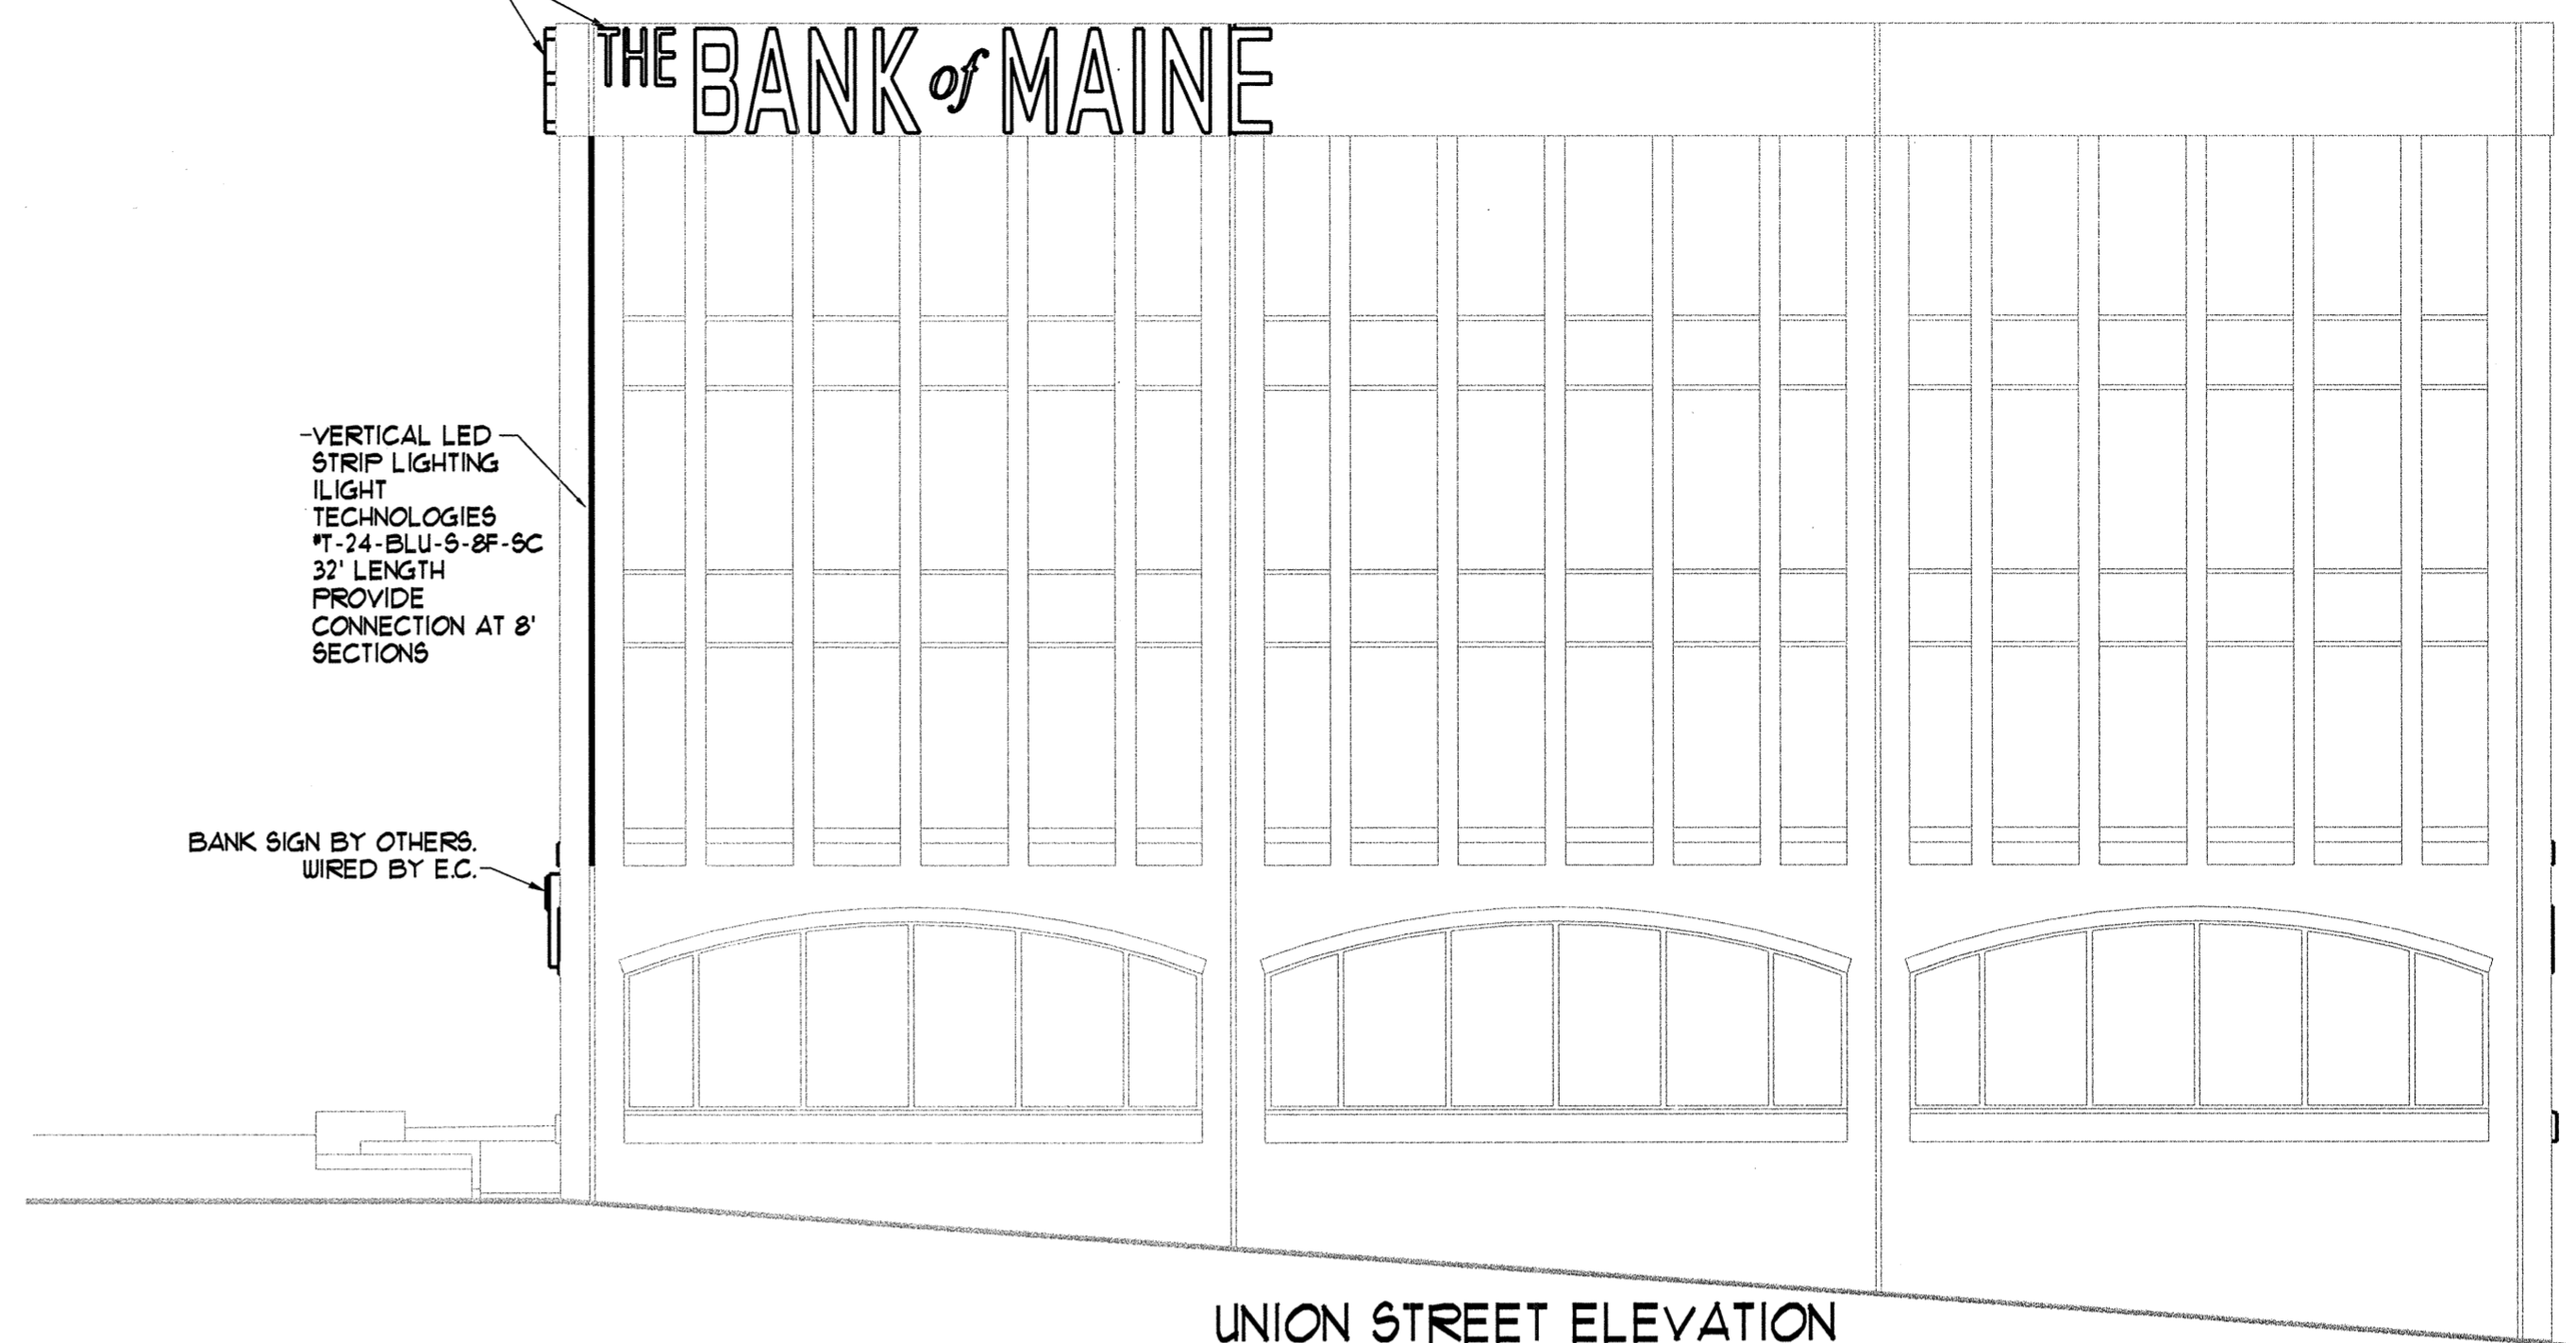 THE BANK of MAINE
-VERTICAL LED
STRIP LIGHTING
ILIGHT
TECHNOLOGIES
#T-24-BLU-S-8F-SC
32' LENGTH
PROVIDE
CONNECTION AT 8'
SECTIONS
BANK SIGN BY OTHERS.
WIRED BY E.C.
UNION STREET ELEVATION